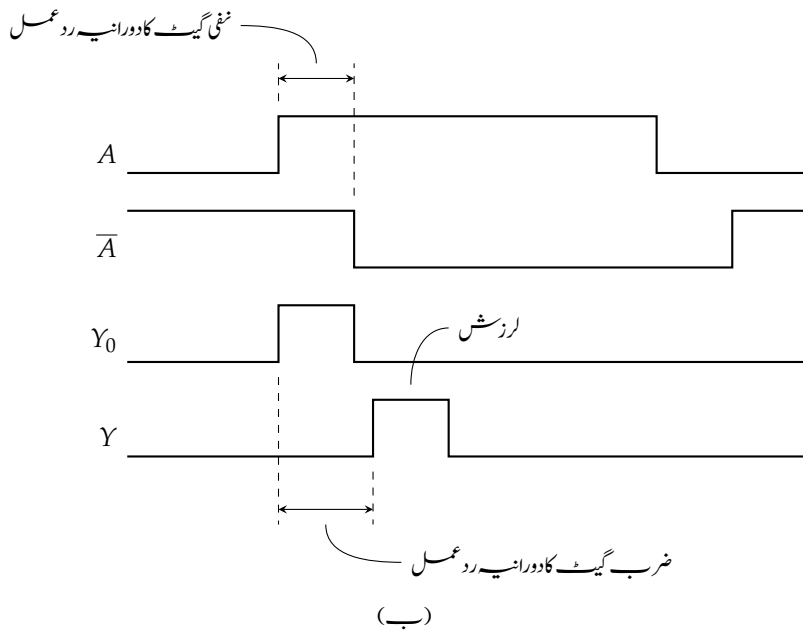 نفی گیٹ کا دورانیہ رد عمل
A
A̅
Y₀
لرزش
Y
ضرب گیٹ کا دورانیہ رد عمل
(ب)